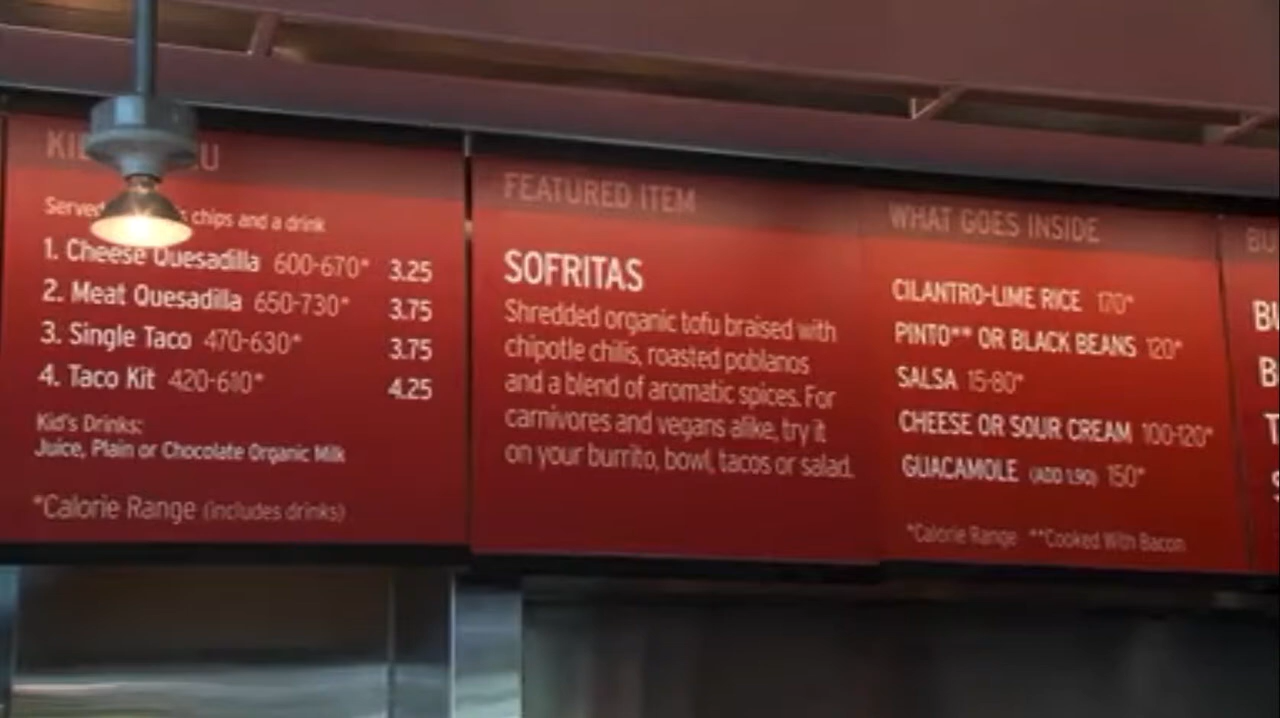 Served chips and a drink
1. Cheese Quesadilla 600-670* 3.25
2. Meat Quesadilla 650-730* 3.75
3. Single Taco 470-630* 3.75
4. Taco Kit 420-610* 4.25
Kid's Drinks:
Juice, Plain or Chocolate Organic Milk
*Calorie Range (includes drinks)
FEATURED ITEM
SOFRITAS
Shredded organic tofu braised with
chipotle chilis, roasted poblanos
and a blend of aromatic spices. For
carnivores and vegans alike, try it
on your burrito, bowl, tacos or salad.
WHAT GOES INSIDE
CILANTRO-LIME RICE 170*
PINTO** OR BLACK BEANS 120*
SALSA 15-80*
CHEESE OR SOUR CREAM 100-120*
GUACAMOLE (ADD 1.90) 150*
*Calorie Range **Cooked With Bacon